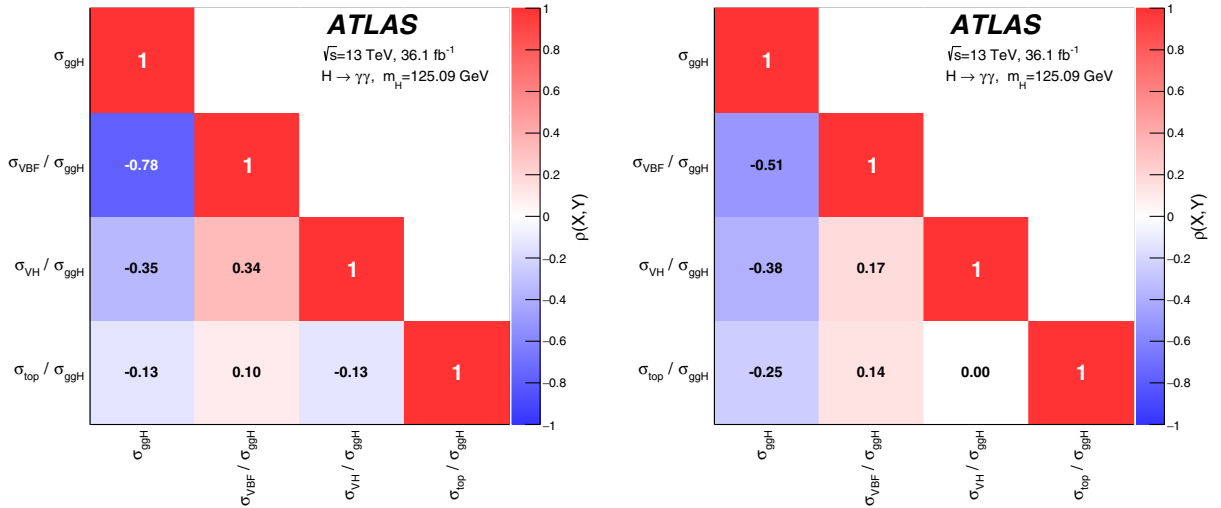 ATLAS
√s=13 TeV, 36.1 fb⁻¹
H → γγ, m_H=125.09 GeV
σ_ggH
1
σ_VBF / σ_ggH
-0.78
1
σ_VH / σ_ggH
-0.35
0.34
1
σ_top / σ_ggH
-0.13
0.10
-0.13
1
σ_ggH
σ_VBF / σ_ggH
σ_VH / σ_ggH
σ_top / σ_ggH
1
0.8
0.6
0.4
0.2
0
−0.2
−0.4
−0.6
−0.8
−1
ρ(X,Y)
ATLAS
√s=13 TeV, 36.1 fb⁻¹
H → γγ, m_H=125.09 GeV
σ_ggH
1
σ_VBF / σ_ggH
-0.51
1
σ_VH / σ_ggH
-0.38
0.17
1
σ_top / σ_ggH
-0.25
0.14
0.00
1
σ_ggH
σ_VBF / σ_ggH
σ_VH / σ_ggH
σ_top / σ_ggH
1
0.8
0.6
0.4
0.2
0
−0.2
−0.4
−0.6
−0.8
−1
ρ(X,Y)